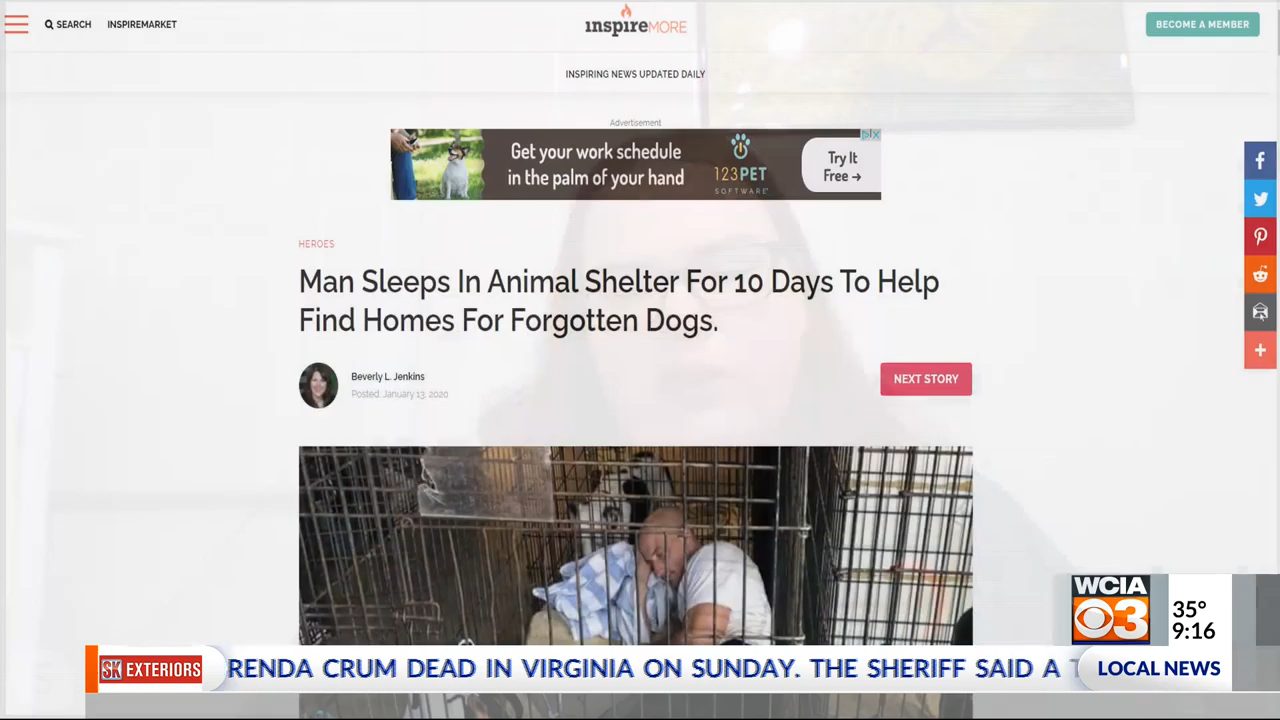 SEARCH
INSPIREMARKET
inspireMORE
BECOME A MEMBER
INSPIRING NEWS UPDATED DAILY
Advertisement
Get your work schedule
in the palm of your hand
123PET
SOFTWARE
Try It
Free →
HEROES
Man Sleeps In Animal Shelter For 10 Days To Help
Find Homes For Forgotten Dogs.
Beverly L. Jenkins
Posted: January 13, 2020
NEXT STORY
WCIA
3
35°
9:16
SK EXTERIORS
RENDA CRUM DEAD IN VIRGINIA ON SUNDAY. THE SHERIFF SAID A T
LOCAL NEWS